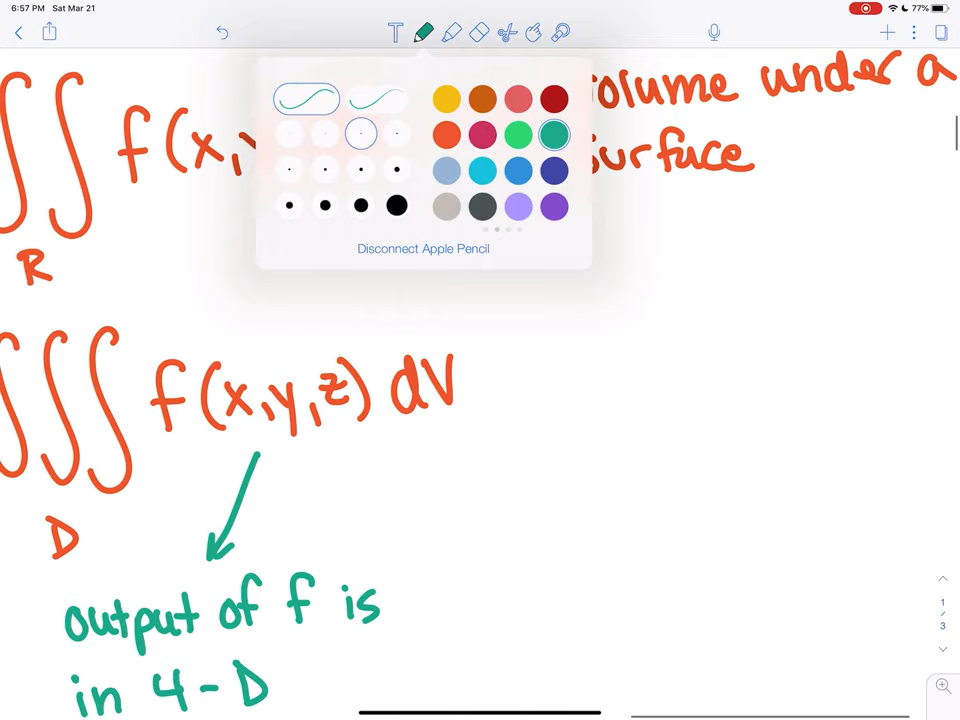 6:57 PM Sat Mar 21 77%
T
olume under a
∬ f(x, surface
R
Disconnect Apple Pencil
∭ f(x,y,z) dV
D
output of f is
in 4-D
1
/
3